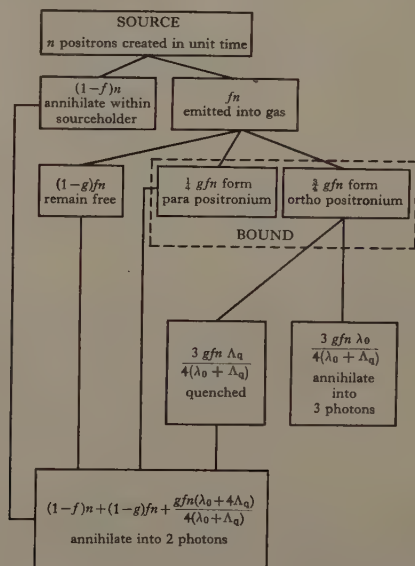 SOURCE
n positrons created in unit time
(1−f)n
annihilate within
sourceholder
fn
emitted into gas
(1−g)fn
remain free
¼ gfn form
para positronium
¾ gfn form
ortho positronium
BOUND
3 gfn Λq
4(λ0 + Λq)
quenched
3 gfn λ0
4(λ0 + Λq)
annihilate
into
3 photons
(1−f)n+(1−g)fn+ gfn(λ0+4Λq)
4(λ0+Λq)
annihilate into 2 photons